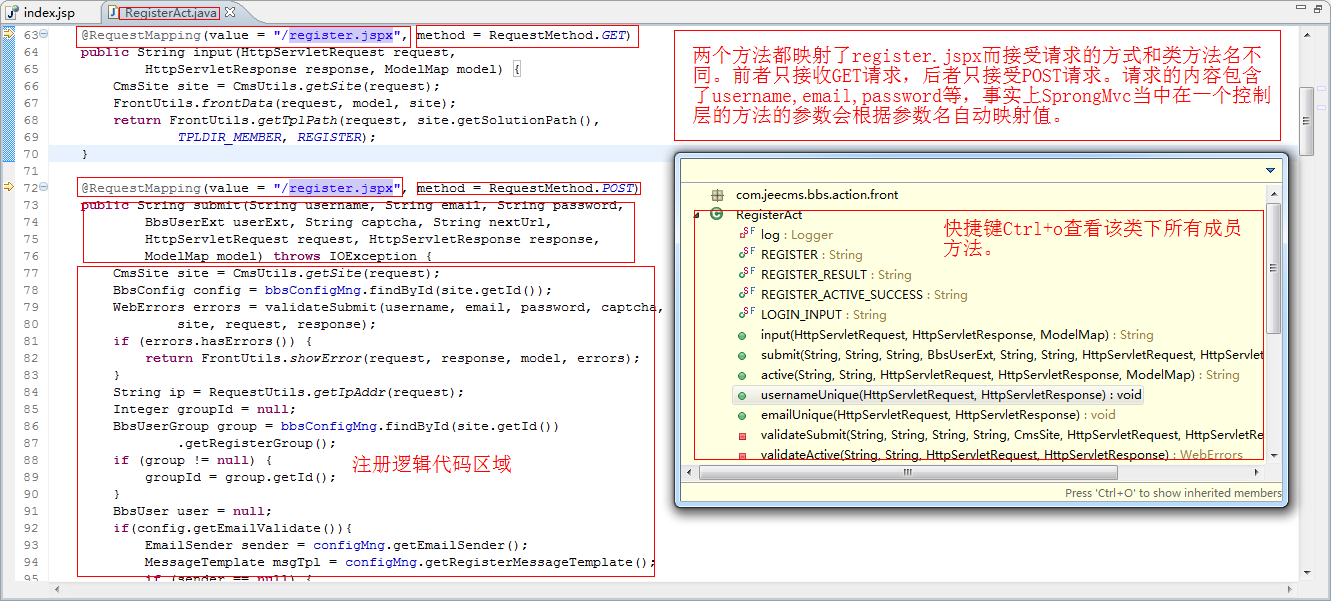 index.jsp
RegisterAct.java
63 @RequestMapping(value = "/register.jspx", method = RequestMethod.GET)
64 public String input(HttpServletRequest request,
65 HttpServletResponse response, ModelMap model) {
66 CmsSite site = CmsUtils.getSite(request);
67 FrontUtils.frontData(request, model, site);
68 return FrontUtils.getTplPath(request, site.getSolutionPath(),
69 TPLDIR_MEMBER, REGISTER);
70 }
71
72 @RequestMapping(value = "/register.jspx", method = RequestMethod.POST)
73 public String submit(String username, String email, String password,
74 BbsUserExt userExt, String captcha, String nextUrl,
75 HttpServletRequest request, HttpServletResponse response,
76 ModelMap model) throws IOException {
77 CmsSite site = CmsUtils.getSite(request);
78 BbsConfig config = bbsConfigMng.findById(site.getId());
79 WebErrors errors = validateSubmit(username, email, password, captcha,
80 site, request, response);
81 if (errors.hasErrors()) {
82 return FrontUtils.showError(request, response, model, errors);
83 }
84 String ip = RequestUtils.getIpAddr(request);
85 Integer groupId = null;
86 BbsUserGroup group = bbsConfigMng.findById(site.getId())
87 .getRegisterGroup();
88 if (group != null) {
89 groupId = group.getId();
90 }
91 BbsUser user = null;
92 if(config.getEmailValidate()){
93 EmailSender sender = configMng.getEmailSender();
94 MessageTemplate msgTpl = configMng.getRegisterMessageTemplate();
95 if (sender == null) {
注册逻辑代码区域
两个方法都映射了register.jspx而接受请求的方式和类方法名不
同。前者只接收GET请求，后者只接受POST请求。请求的内容包含
了username,email,password等，事实上SprongMvc当中在一个控制
层的方法的参数会根据参数名自动映射值。
com.jeecms.bbs.action.front
RegisterAct
log : Logger
REGISTER : String
REGISTER_RESULT : String
REGISTER_ACTIVE_SUCCESS : String
LOGIN_INPUT : String
input(HttpServletRequest, HttpServletResponse, ModelMap) : String
submit(String, String, String, BbsUserExt, String, String, HttpServletRequest, HttpServlet
active(String, String, HttpServletRequest, HttpServletResponse, ModelMap) : String
usernameUnique(HttpServletRequest, HttpServletResponse) : void
emailUnique(HttpServletRequest, HttpServletResponse) : void
validateSubmit(String, String, String, String, CmsSite, HttpServletRequest, HttpServletRe
validateActive(String, String, HttpServletRequest, HttpServletResponse) : WebErrors
快捷键Ctrl+o查看该类下所有成员
方法。
Press 'Ctrl+O' to show inherited members